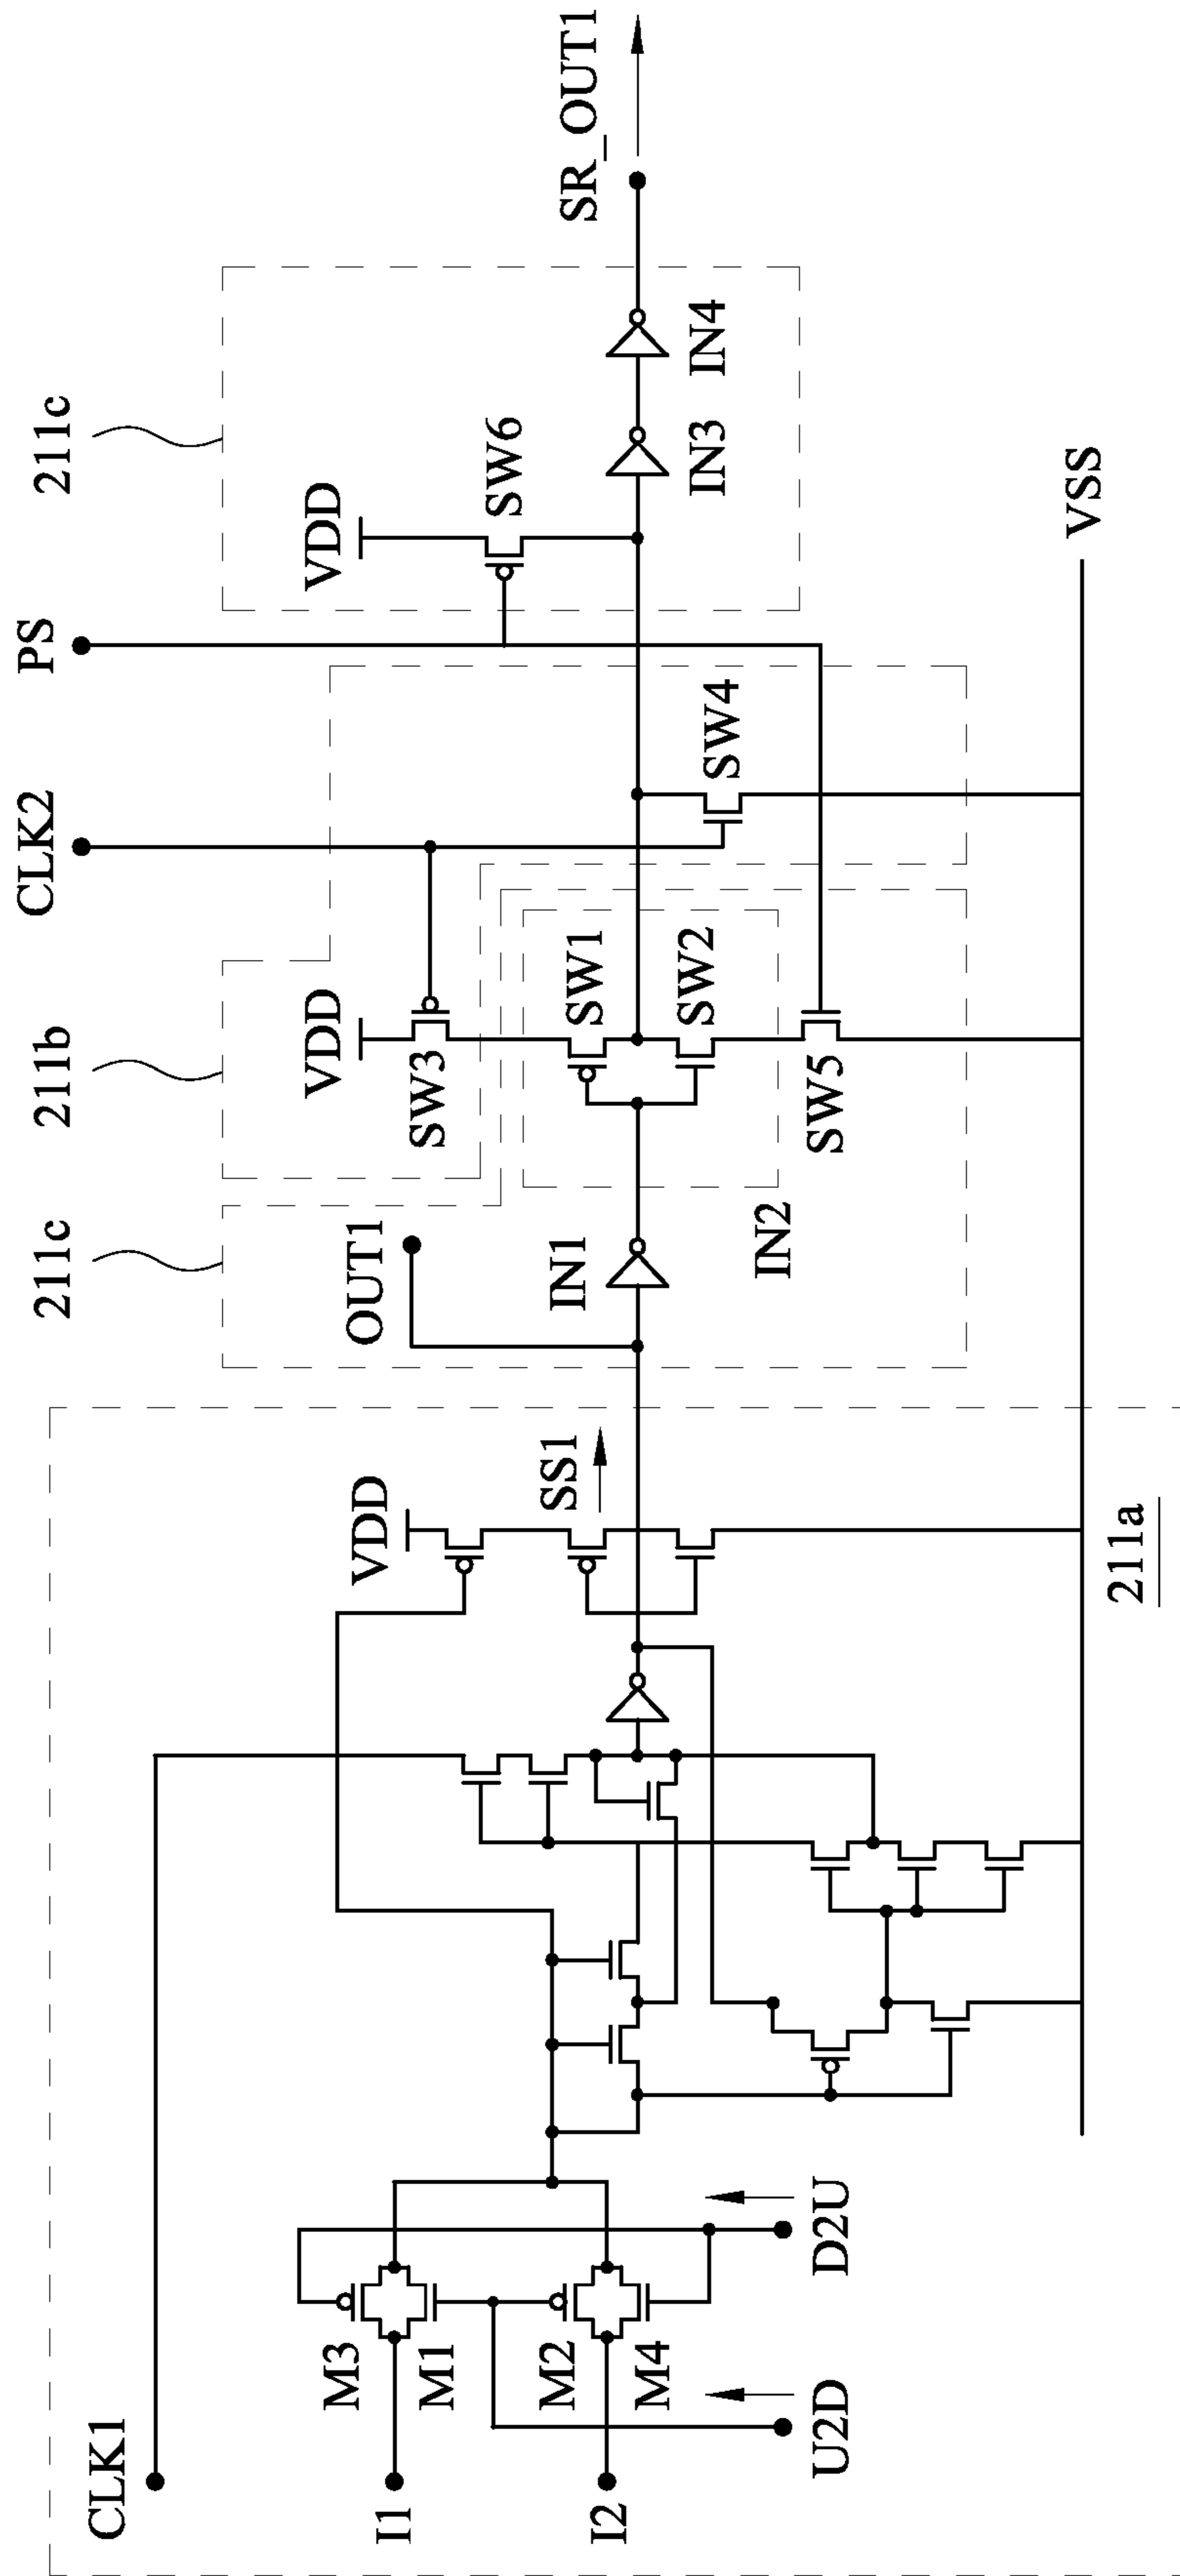 CLK1
I1
I2
M3
M1
M2
M4
U2D
D2U
VDD
SS1
211a
211c
OUT1
IN1
IN2
211b
VDD
SW3
SW1
SW2
SW5
CLK2
SW4
PS
211c
VDD
SW6
IN3
IN4
VSS
SR_OUT1